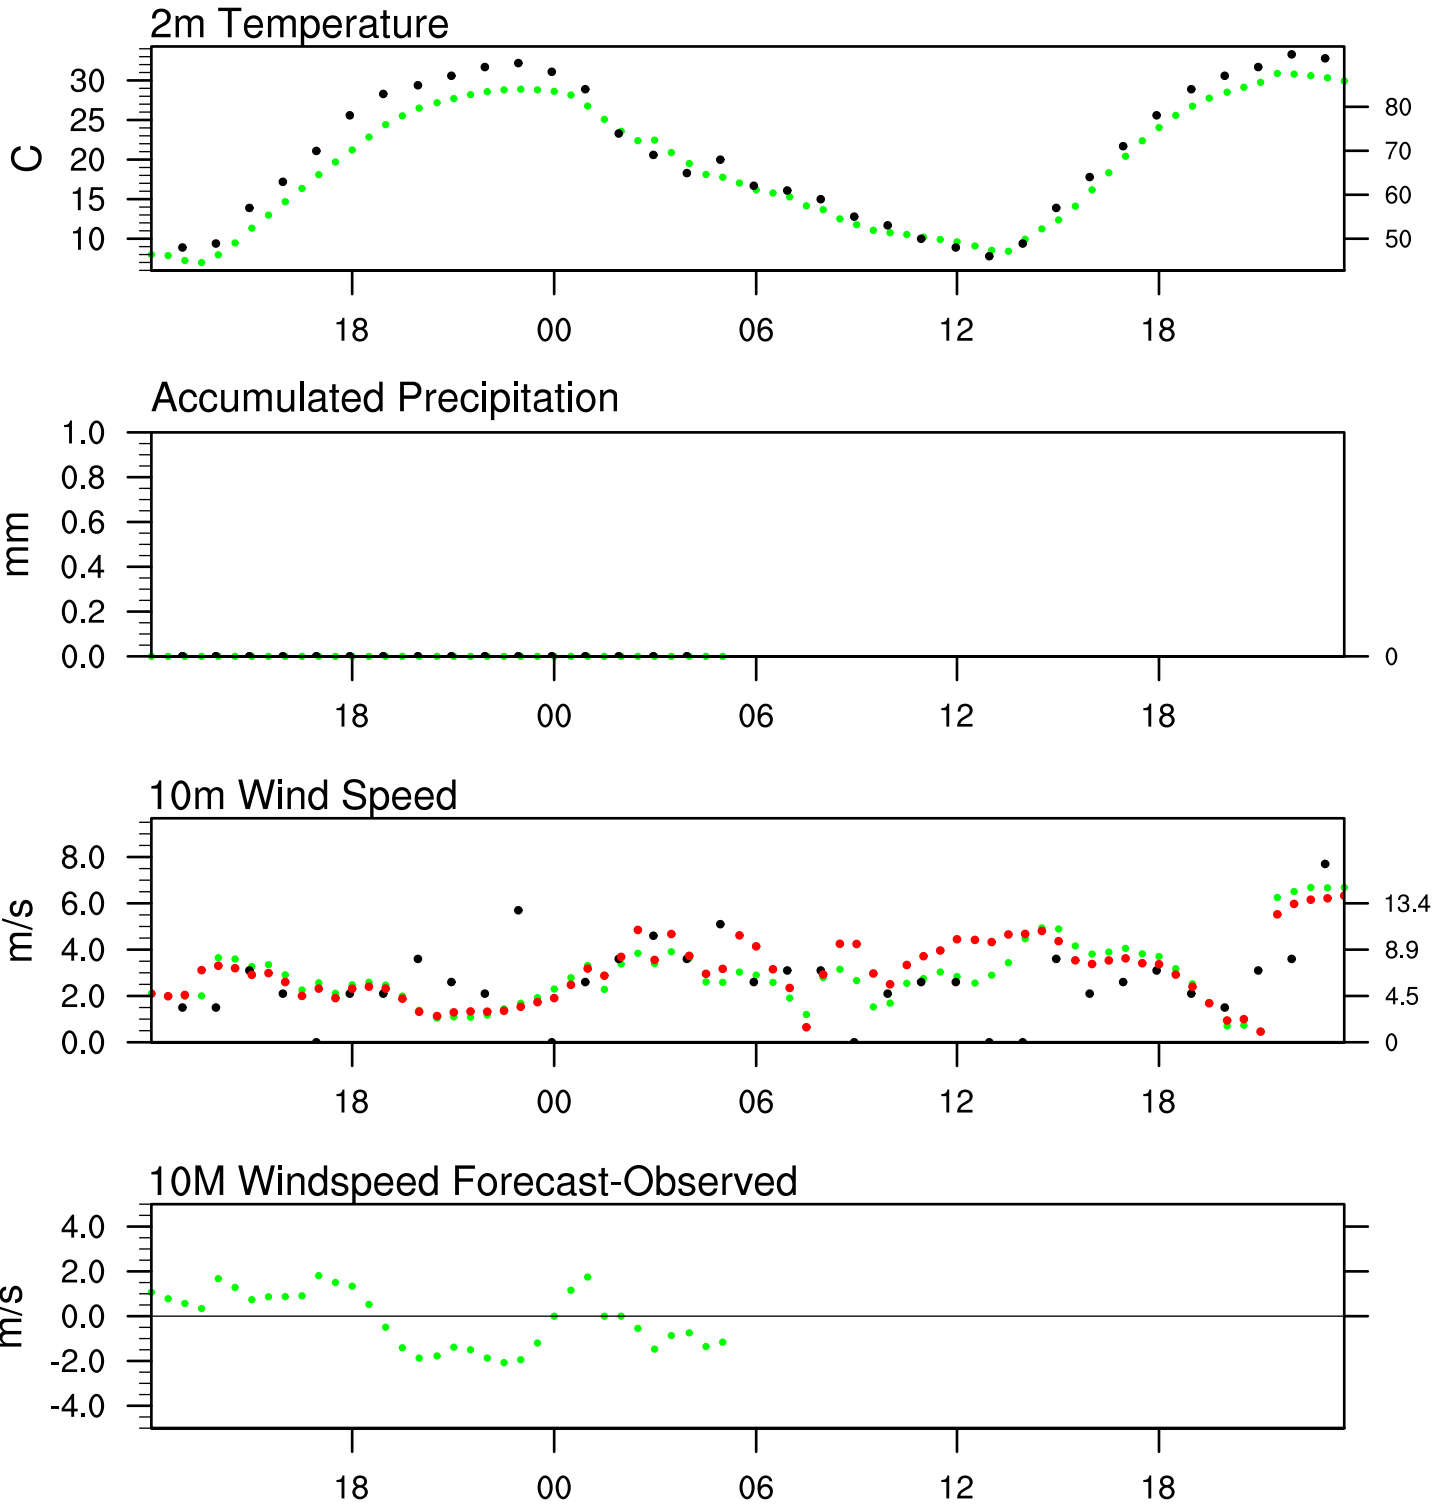 2m Temperature
30
25
20
15
10
C
80
70
60
50
18 00 06 12 18
Accumulated Precipitation
1.0
0.8
0.6
0.4
0.2
0.0
mm
0
18 00 06 12 18
10m Wind Speed
8.0
6.0
4.0
2.0
0.0
m/s
13.4
8.9
4.5
0
18 00 06 12 18
10M Windspeed Forecast-Observed
4.0
2.0
0.0
-2.0
-4.0
m/s
18 00 06 12 18